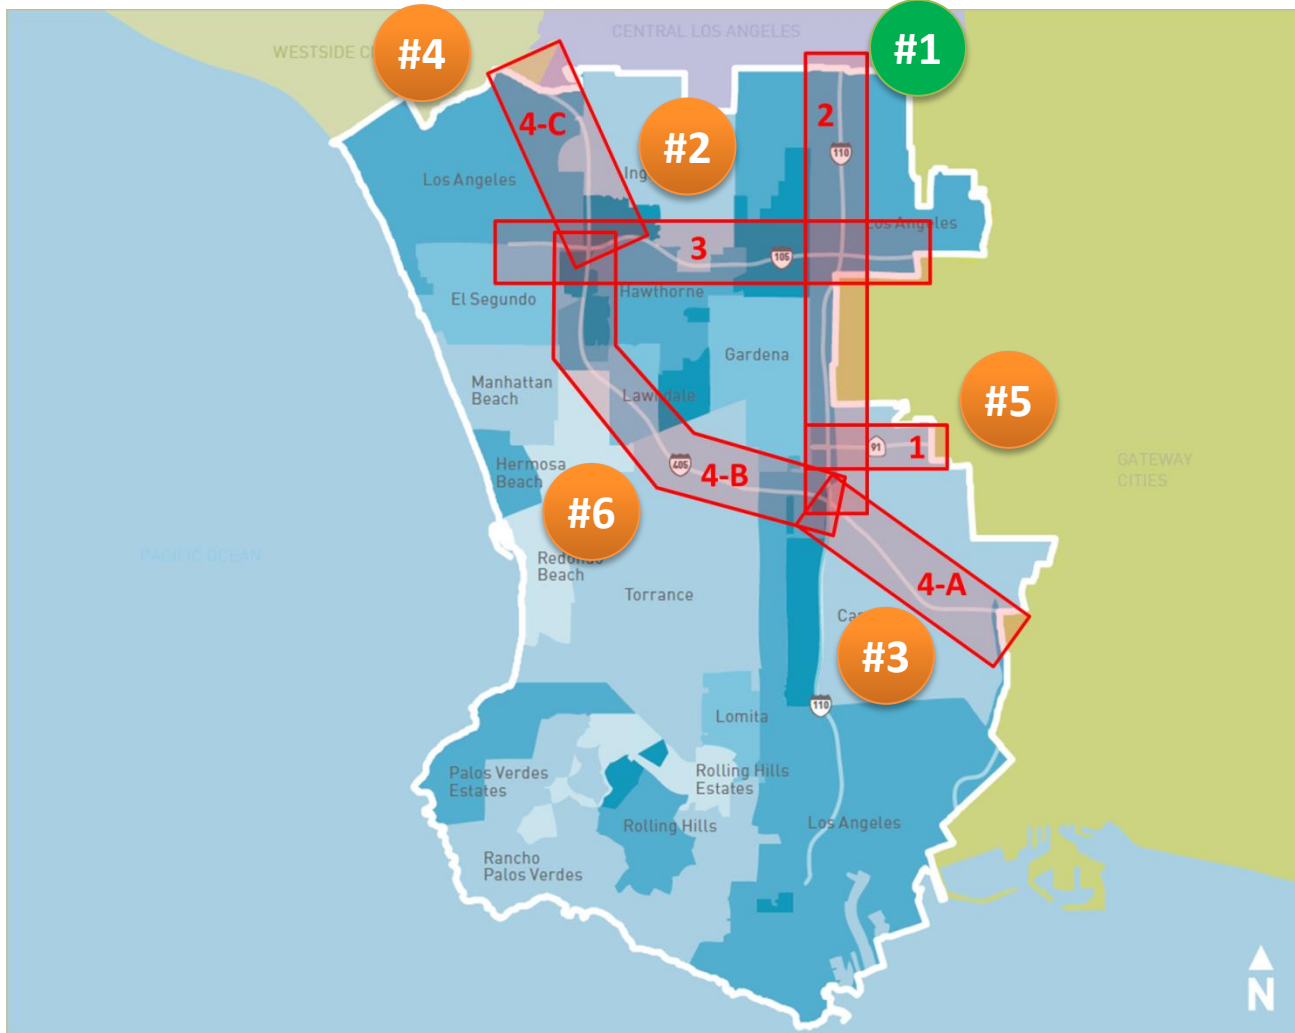 CENTRAL LOS ANGELES
WESTSIDE CI
#4
#1
2
4-C
#2
110
Ing
Los Angeles
Los Angeles
3
105
El Segundo
Hawthorne
Gardena
Manhattan
Beach
Lawndale
#5
1
91
GATEWAY
CITIES
Hermosa
Beach
405
4-B
#6
PACIFIC OCEAN
Redondo
Beach
Torrance
4-A
#3
110
Lomita
Palos Verdes
Estates
Rolling Hills
Estates
Rolling Hills
Los Angeles
Rancho
Palos Verdes
N